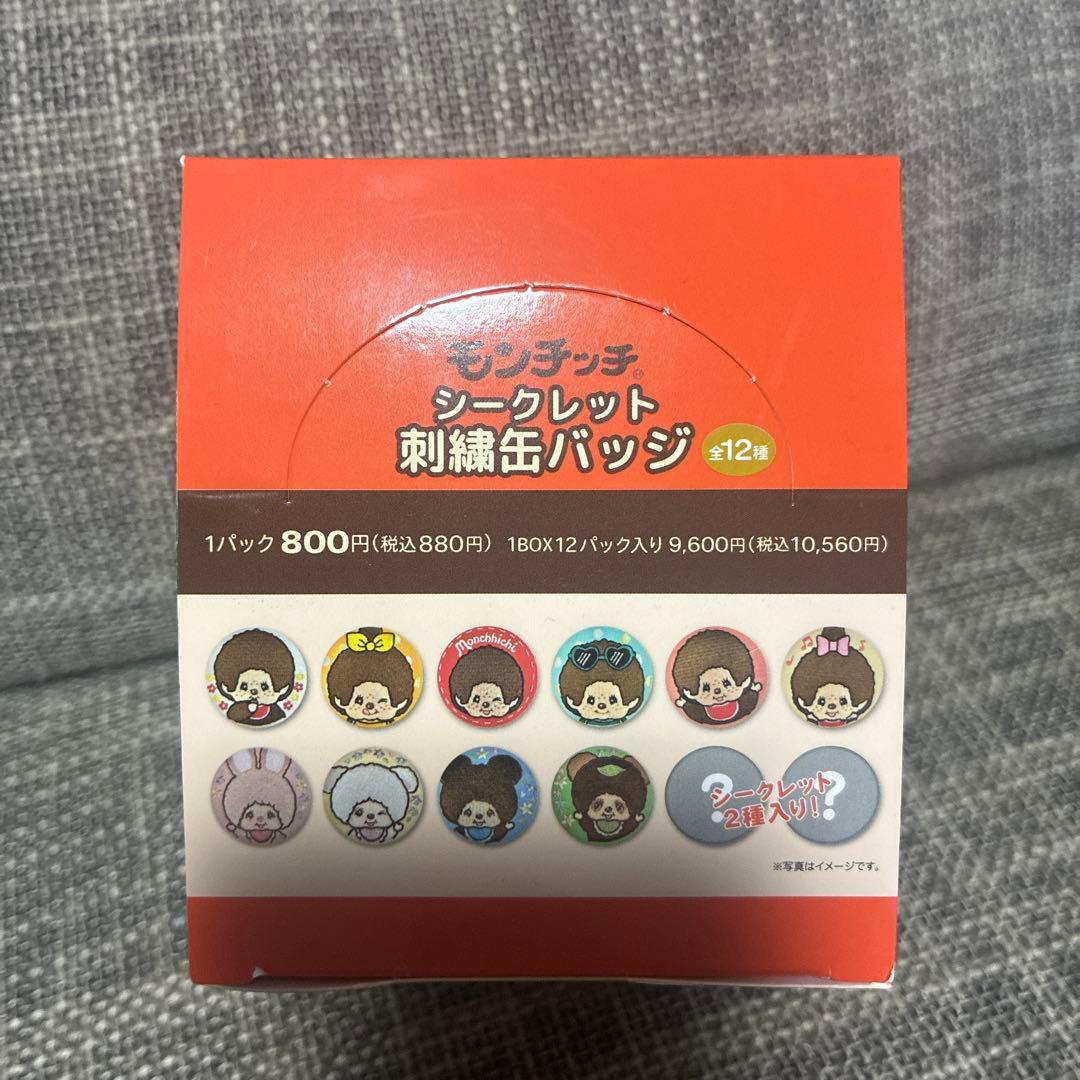 モンチッチ®
シークレット
刺繍缶バッジ 全12種
1パック 800円(税込880円) 1BOX12パック入り 9,600円(税込10,560円)
Monchhichi
? ?
シークレット
2種入り!
※写真はイメージです。